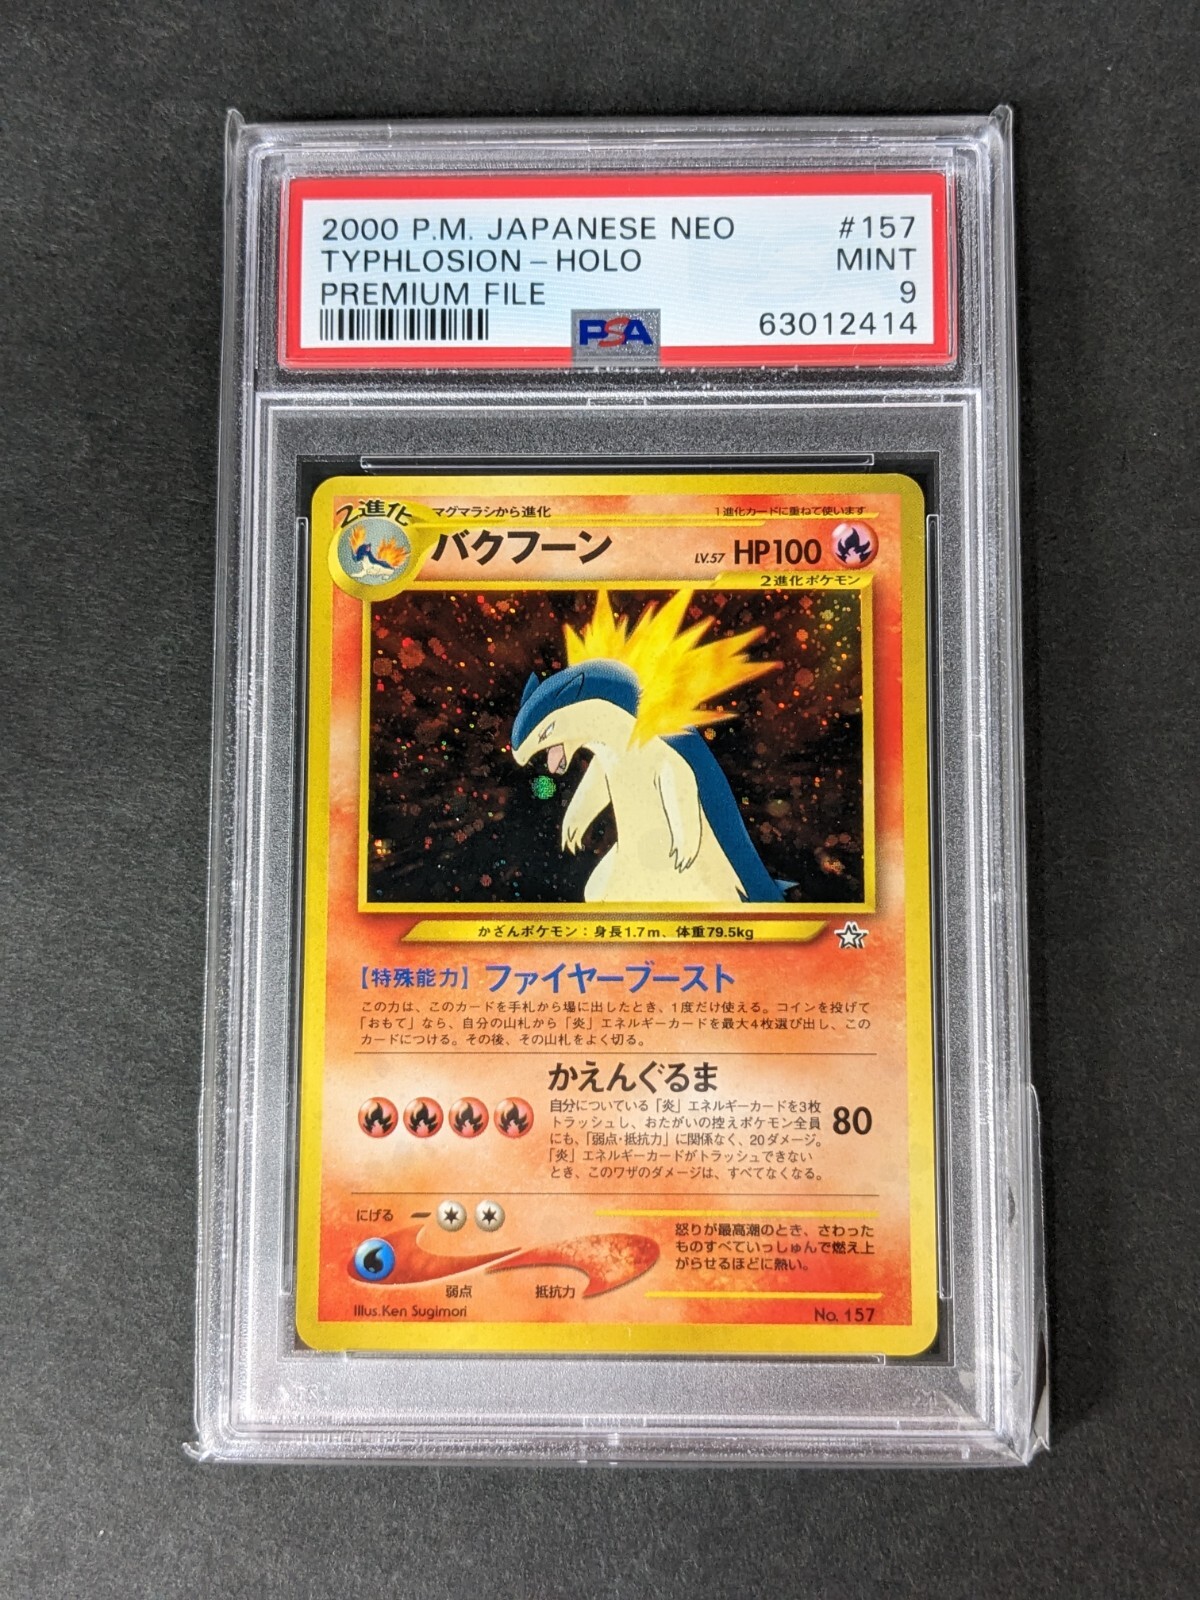 2000 P.M. JAPANESE NEO #157
TYPHLOSION-HOLO MINT
PREMIUM FILE 9
PSA 63012414
2進化
マグマラシから進化
1進化カードに重ねて使います
バクフーン LV.57 HP100
2進化ポケモン
かざんポケモン：身長1.7m、体重79.5kg
【特殊能力】ファイヤーブースト
この力は、このカードを手札から場に出したとき、1度だけ使える。コインを投げて
「おもて」なら、自分の山札から「炎」エネルギーカードを最大4枚選び出し、この
カードにつける。その後、その山札をよく切る。
かえんぐるま
自分についている「炎」エネルギーカードを3枚
トラッシュし、おたがいの控えポケモン全員
にも、「弱点・抵抗力」に関係なく、20ダメージ。
「炎」エネルギーカードがトラッシュできない
とき、このワザのダメージは、すべてなくなる。
80
にげる
怒りが最高潮のとき、さわった
ものすべていっしゅんで燃え上
がらせるほどに熱い。
弱点 抵抗力
Illus. Ken Sugimori
No. 157